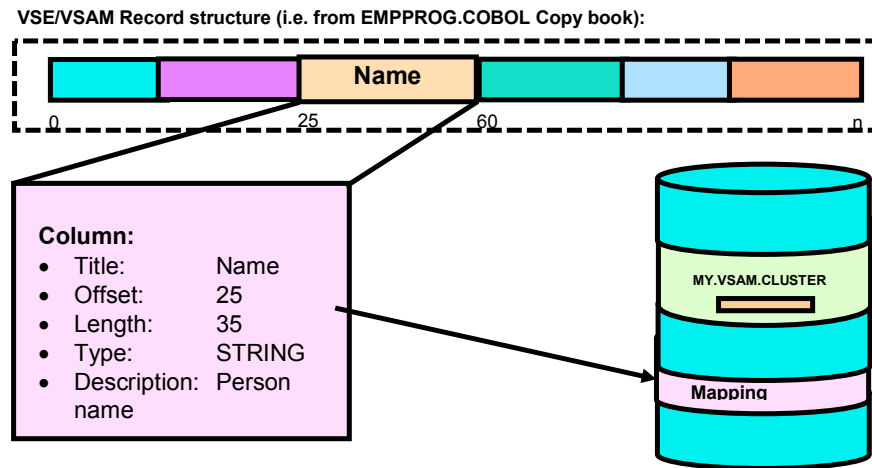 VSE/VSAM Record structure (i.e. from EMPPROG.COBOL Copy book):
Name
0 25 60 n
Column:
• Title: Name
• Offset: 25
• Length: 35
• Type: STRING
• Description: Person
name
MY.VSAM.CLUSTER
Mapping